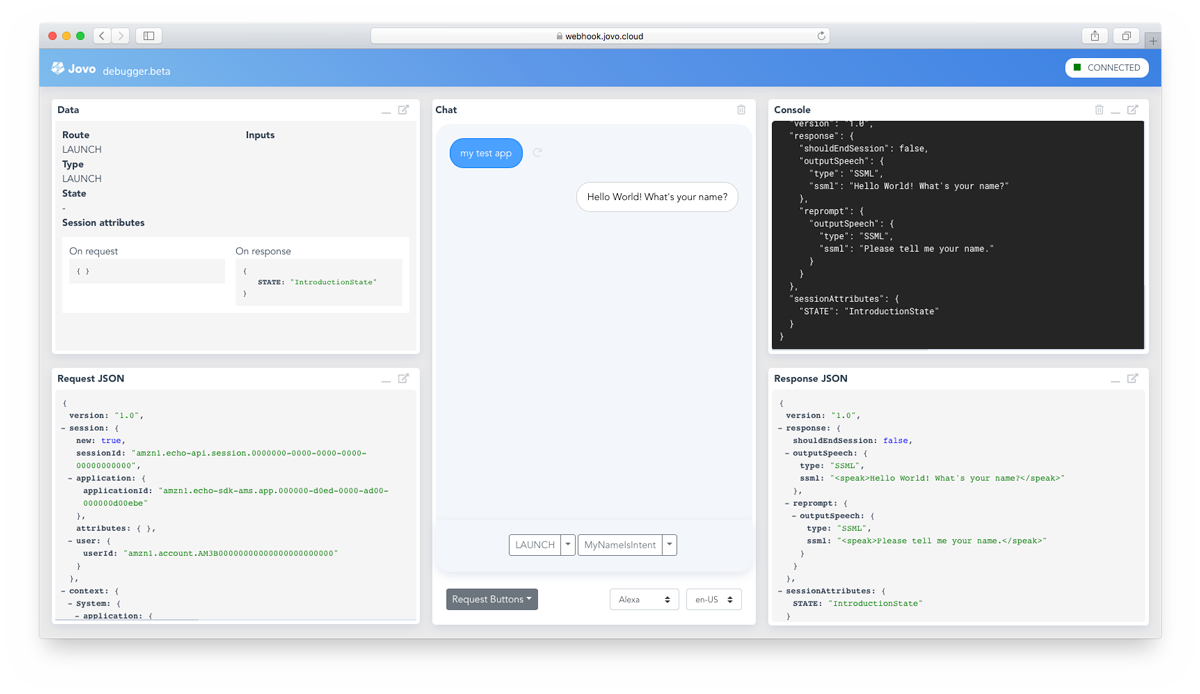 webhook.jovo.cloud
Jovo debugger.beta
CONNECTED
Data
Route
Inputs
LAUNCH
Type
LAUNCH
State
-
Session attributes
On request
On response
{ }
{
STATE: "IntroductionState"
}
Request JSON
{
version: "1.0",
- session: {
new: true,
sessionId: "amzn1.echo-api.session.0000000-0000-0000-0000-
00000000000",
- application: {
applicationId: "amzn1.echo-sdk-ams.app.000000-d0ed-0000-ad00-
000000d00ebe"
},
attributes: { },
- user: {
userId: "amzn1.account.AM3B00000000000000000000000"
}
},
- context: {
- System: {
- application: {
Chat
my test app
Hello World! What's your name?
LAUNCH
MyNameIsIntent
Request Buttons
Alexa
en-US
Console
"version": "1.0",
"response": {
"shouldEndSession": false,
"outputSpeech": {
"type": "SSML",
"ssml": "Hello World! What's your name?"
},
"reprompt": {
"outputSpeech": {
"type": "SSML",
"ssml": "Please tell me your name."
}
}
},
"sessionAttributes": {
"STATE": "IntroductionState"
}
}
Response JSON
{
version: "1.0",
- response: {
shouldEndSession: false,
- outputSpeech: {
type: "SSML",
ssml: "<speak>Hello World! What's your name?</speak>"
},
- reprompt: {
- outputSpeech: {
type: "SSML",
ssml: "<speak>Please tell me your name.</speak>"
}
}
},
- sessionAttributes: {
STATE: "IntroductionState"
}